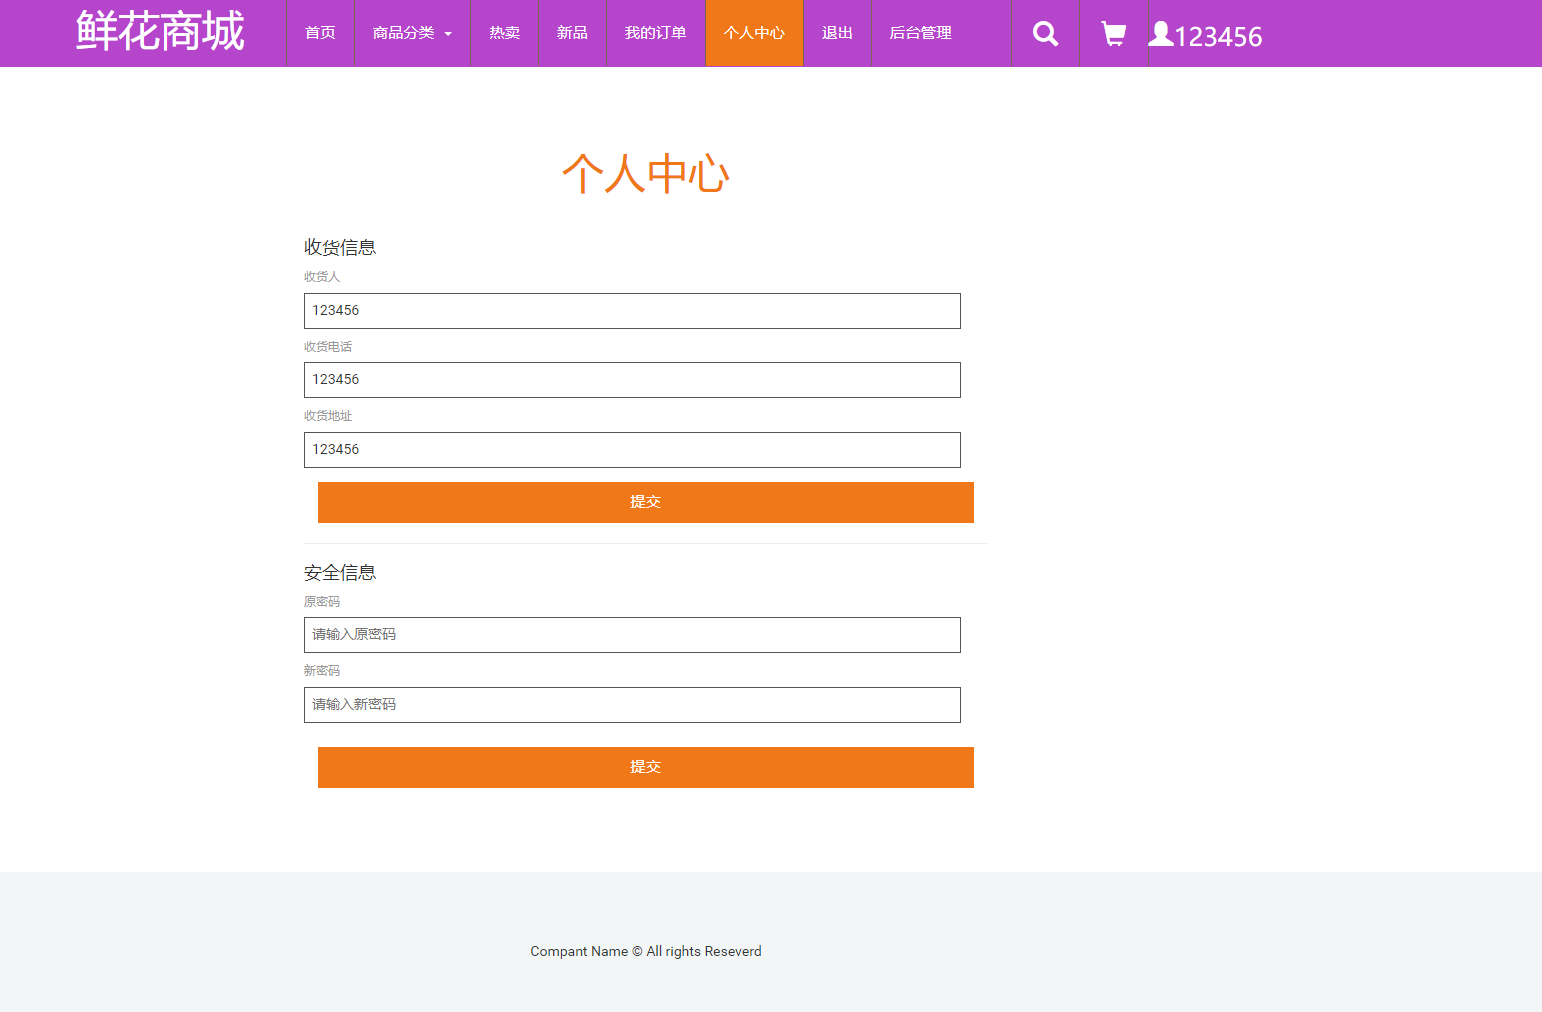 鲜花商城 首页 商品分类 热卖 新品 我的订单 个人中心 退出 后台管理 123456
个人中心
收货信息
收货人
123456
收货电话
123456
收货地址
123456
提交
安全信息
原密码
请输入原密码
新密码
请输入新密码
提交
Compant Name © All rights Reseverd